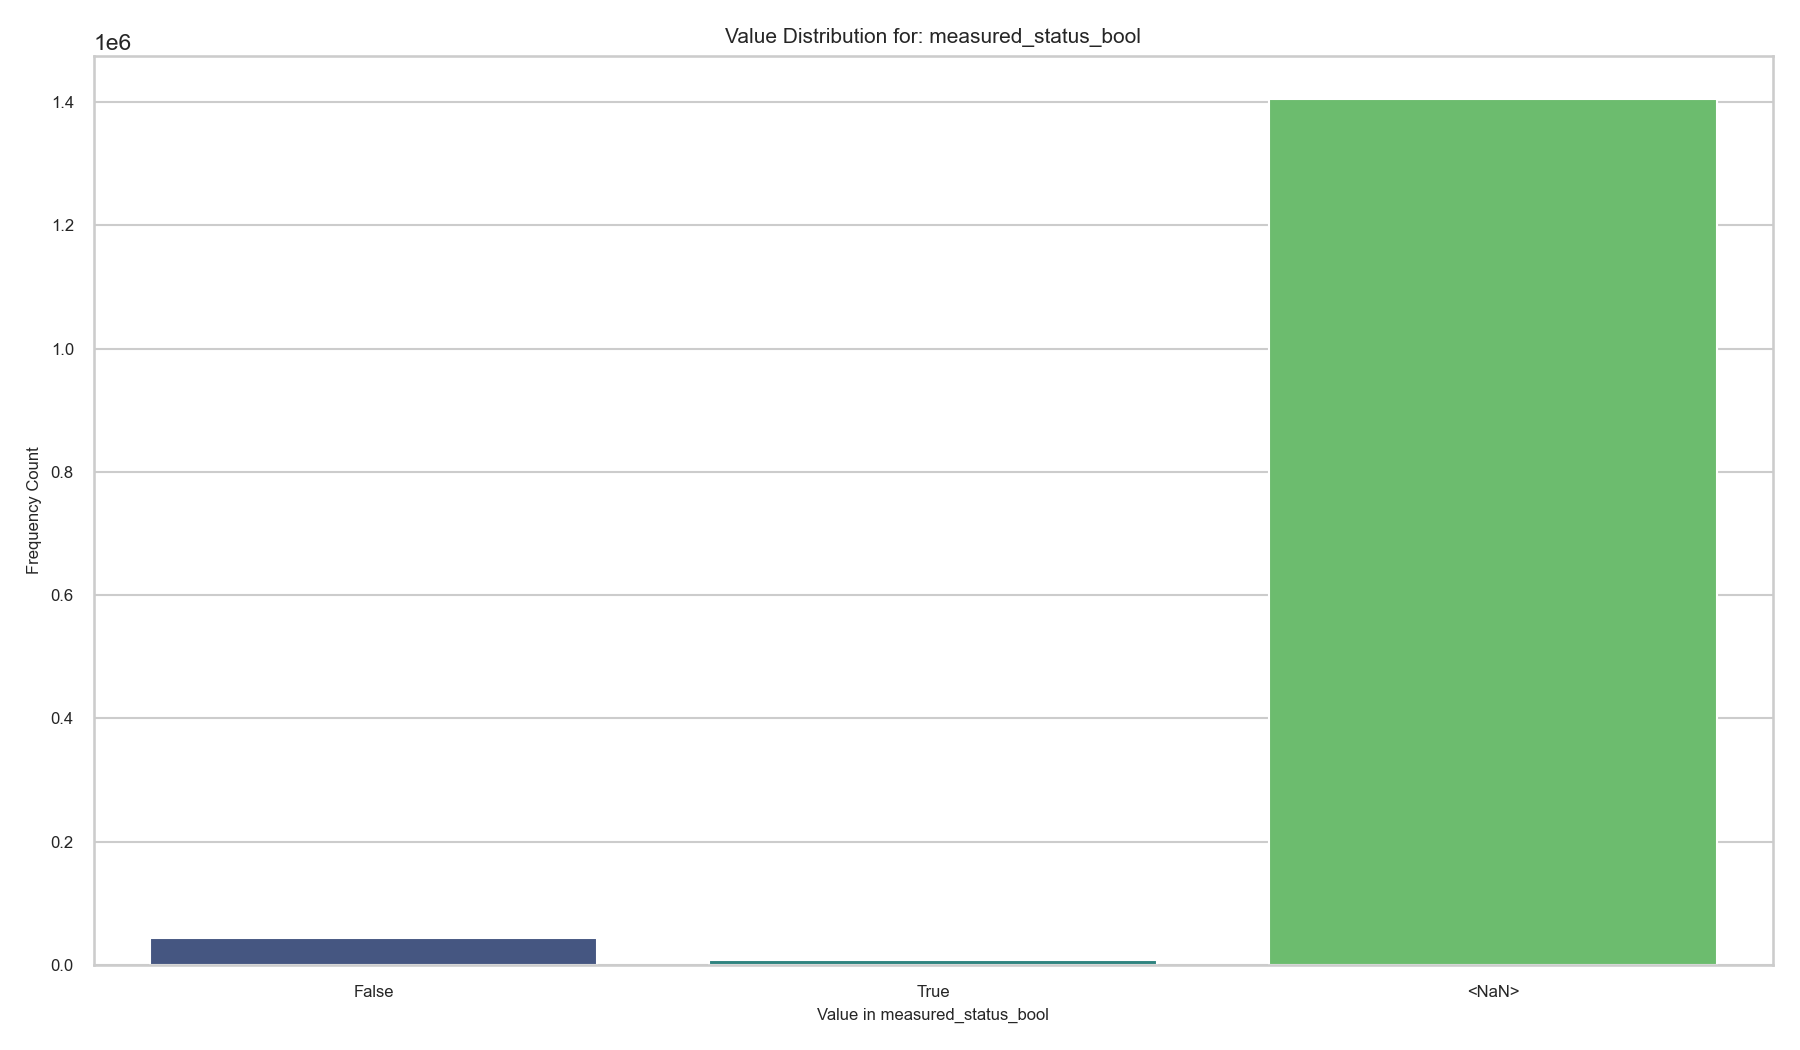 Value Distribution for: measured_status_bool
1e6
1.4
1.2
1.0
0.8
0.6
0.4
0.2
0.0
Frequency Count
False
True
<NaN>
Value in measured_status_bool